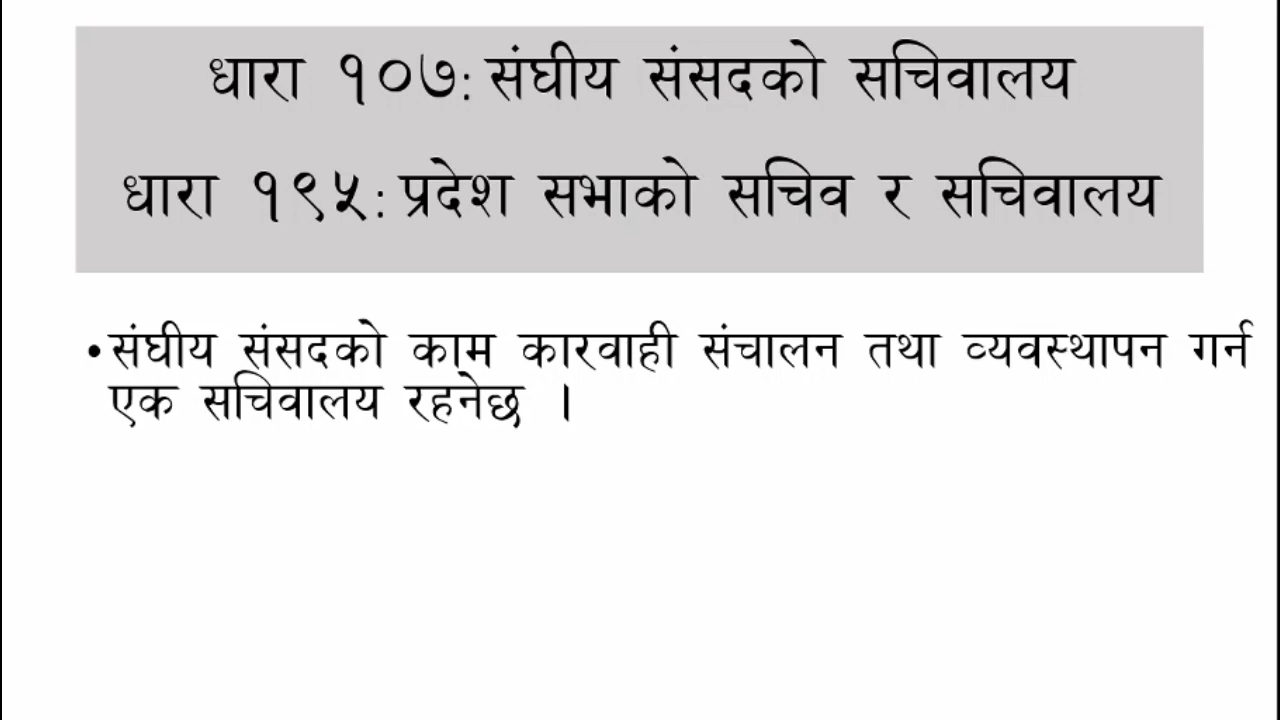 धारा १०७: संघीय संसदको सचिवालय
धारा १९५: प्रदेश सभाको सचिव र सचिवालय
•संघीय संसदको काम कारवाही संचालन तथा व्यवस्थापन गर्न
एक सचिवालय रहनेछ ।